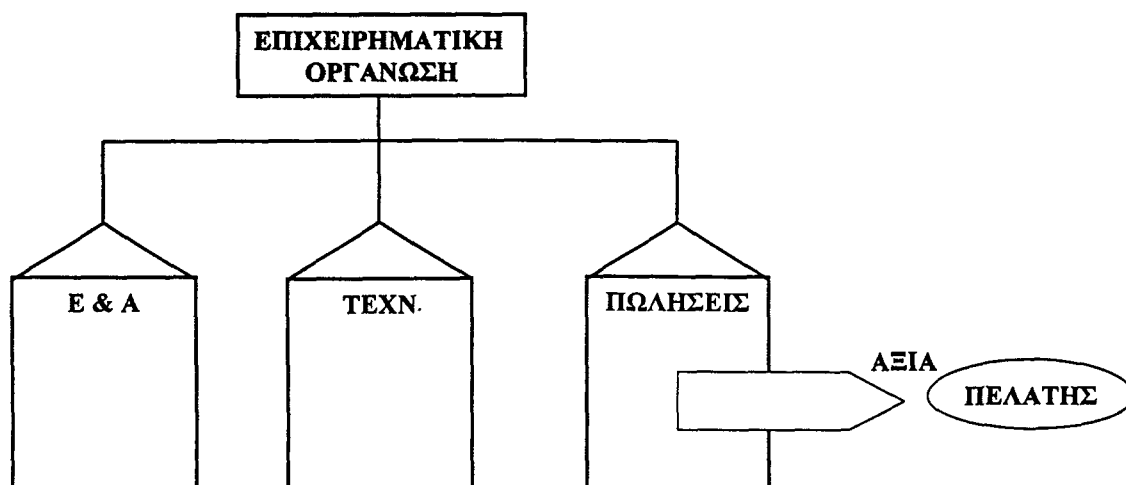 ΕΠΙΧΕΙΡΗΜΑΤΙΚΗ
ΟΡΓΑΝΩΣΗ
Ε & Α
ΤΕΧΝ.
ΠΩΛΗΣΕΙΣ
ΑΞΙΑ
ΠΕΛΑΤΗΣ